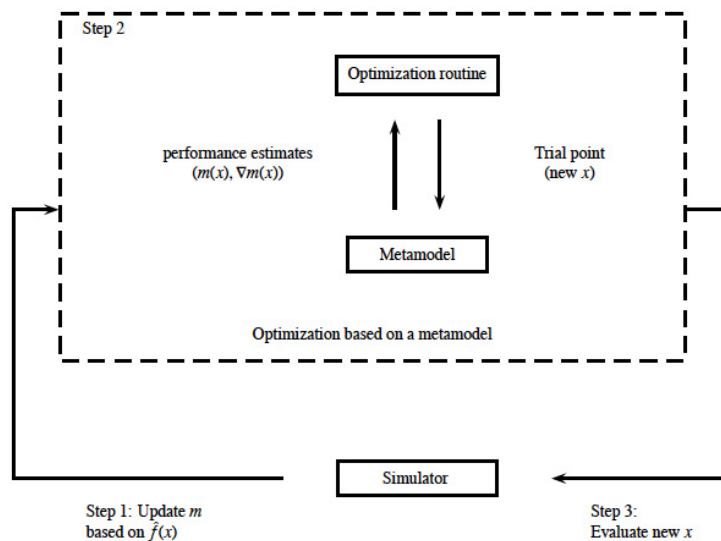 Step 2
Optimization routine
performance estimates
(m(x), ∇m(x))
Trial point
(new x)
Metamodel
Optimization based on a metamodel
Simulator
Step 1: Update m
based on f̂(x)
Step 3:
Evaluate new x